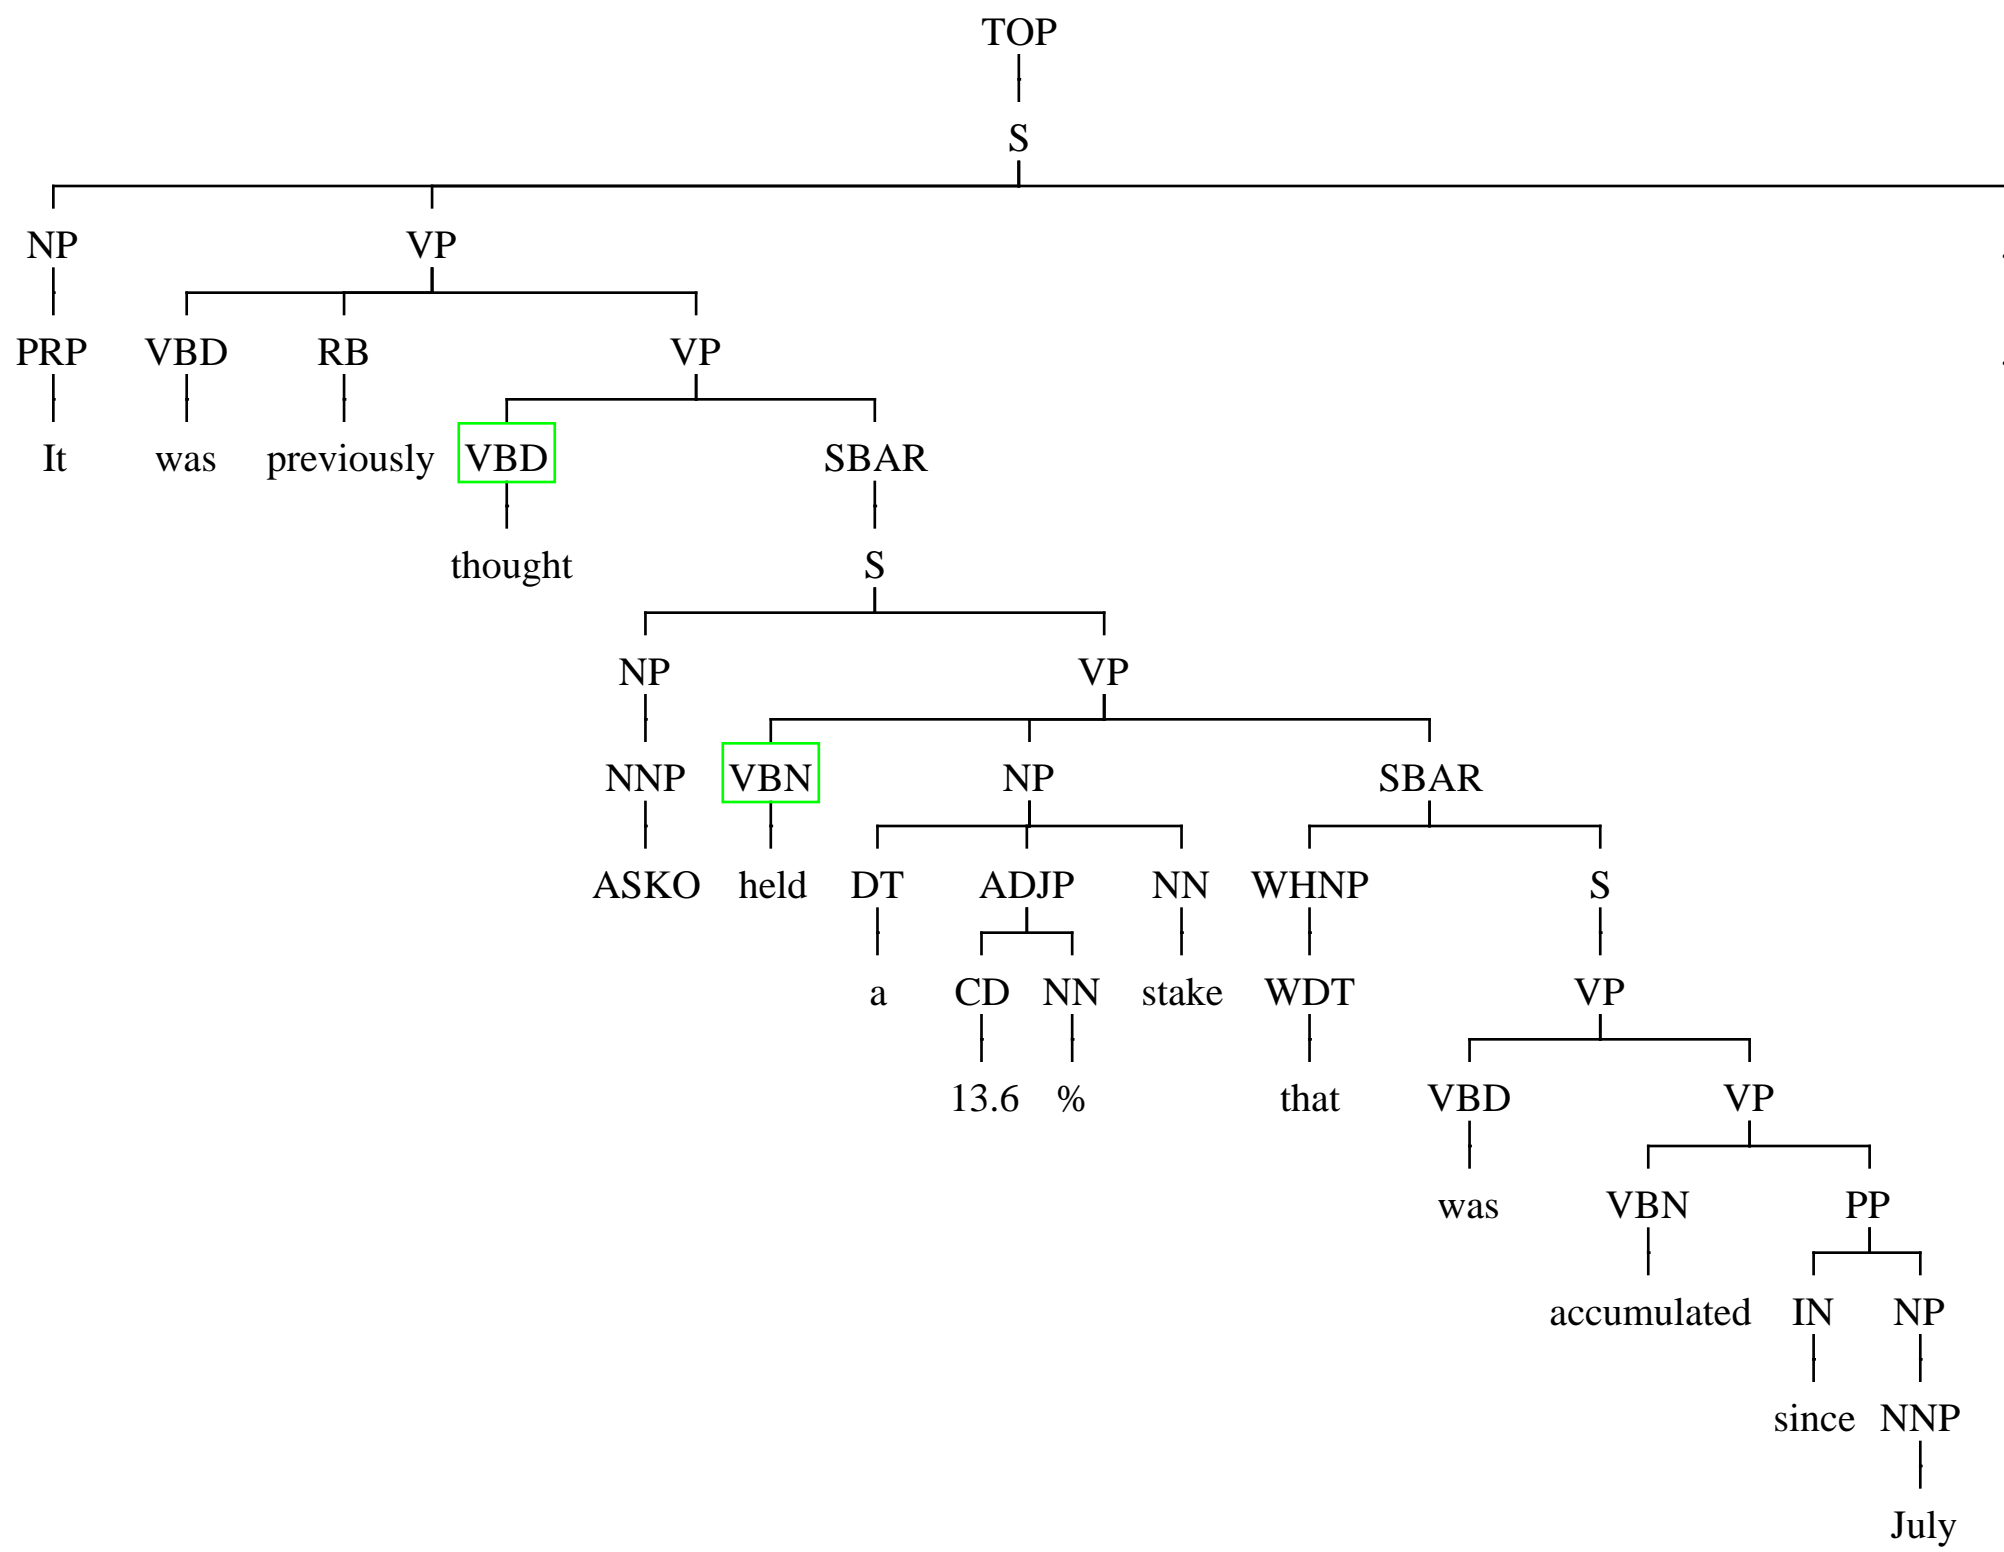 TOP
S
NP VP .
PRP VBD RB VP .
It was previously VBD SBAR
thought S
NP VP
NNP VBN NP SBAR
ASKO held DT ADJP NN WHNP S
a CD NN stake WDT VP
13.6 % that VBD VP
was VBN PP
accumulated IN NP
since NNP
July